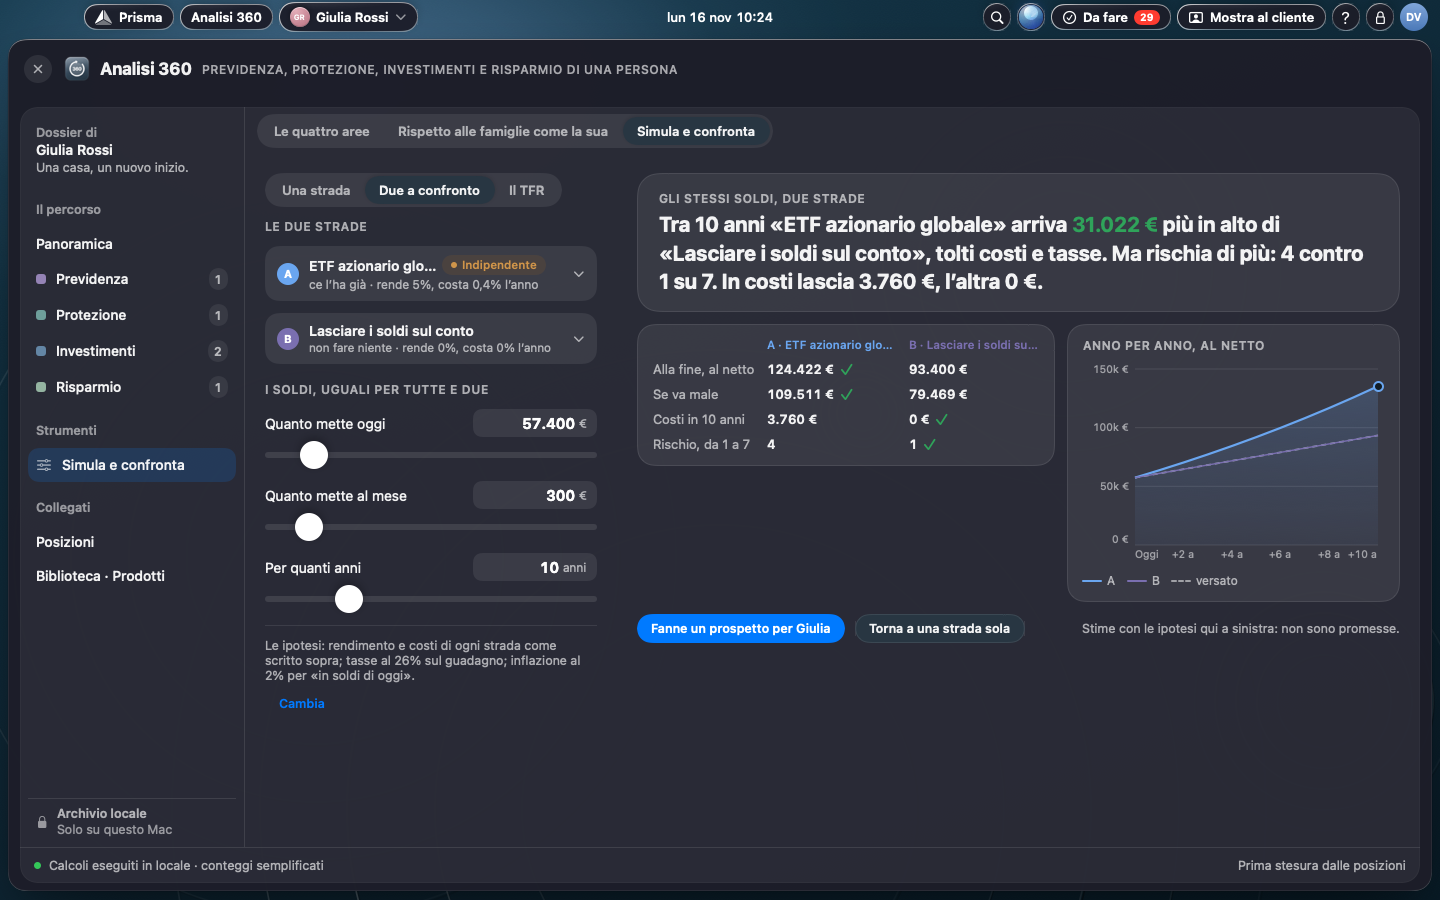 Prisma
Analisi 360
GR Giulia Rossi
lun 16 nov 10:24
Da fare 29
Mostra al cliente
?
DV
360 Analisi 360 PREVIDENZA, PROTEZIONE, INVESTIMENTI E RISPARMIO DI UNA PERSONA
Dossier di
Giulia Rossi
Una casa, un nuovo inizio.
Il percorso
Panoramica
Previdenza 1
Protezione 1
Investimenti 2
Risparmio 1
Strumenti
Simula e confronta
Collegati
Posizioni
Biblioteca · Prodotti
Archivio locale
Solo su questo Mac
Le quattro aree
Rispetto alle famiglie come la sua
Simula e confronta
Una strada
Due a confronto
Il TFR
LE DUE STRADE
A ETF azionario glo... Indipendente
ce l’ha già · rende 5%, costa 0,4% l’anno
B Lasciare i soldi sul conto
non fare niente · rende 0%, costa 0% l’anno
I SOLDI, UGUALI PER TUTTE E DUE
Quanto mette oggi 57.400 €
Quanto mette al mese 300 €
Per quanti anni 10 anni
Le ipotesi: rendimento e costi di ogni strada come
scritto sopra; tasse al 26% sul guadagno; inflazione al
2% per «in soldi di oggi».
Cambia
GLI STESSI SOLDI, DUE STRADE
Tra 10 anni «ETF azionario globale» arriva 31.022 € più in alto di
«Lasciare i soldi sul conto», tolti costi e tasse. Ma rischia di più: 4 contro
1 su 7. In costi lascia 3.760 €, l’altra 0 €.
A · ETF azionario glo... B · Lasciare i soldi su...
Alla fine, al netto 124.422 € 93.400 €
Se va male 109.511 € 79.469 €
Costi in 10 anni 3.760 € 0 €
Rischio, da 1 a 7 4 1
ANNO PER ANNO, AL NETTO
150k €
100k €
50k €
0 €
Oggi +2 a +4 a +6 a +8 a +10 a
A B versato
Fanne un prospetto per Giulia
Torna a una strada sola
Stime con le ipotesi qui a sinistra: non sono promesse.
Calcoli eseguiti in locale · conteggi semplificati
Prima stesura dalle posizioni